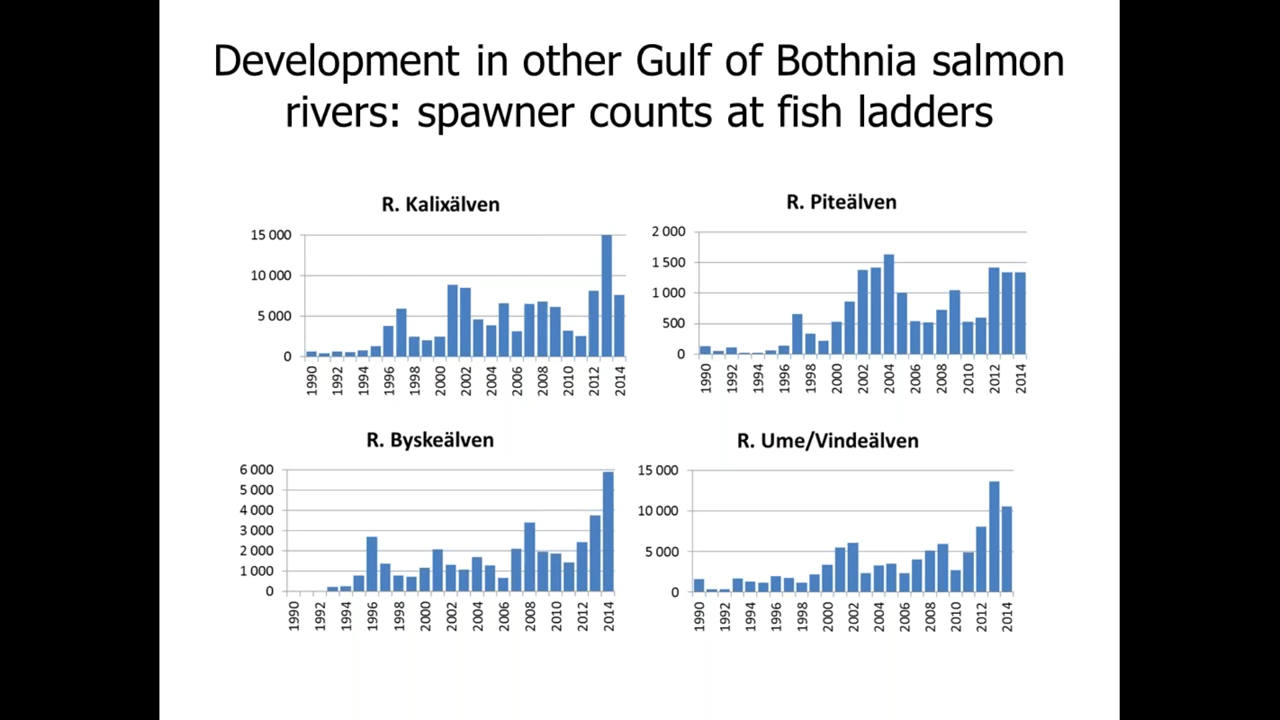 Development in other Gulf of Bothnia salmon
rivers: spawner counts at fish ladders
R. Kalixälven
15 000
10 000
5 000
0
1990 1992 1994 1996 1998 2000 2002 2004 2006 2008 2010 2012 2014
R. Piteälven
2 000
1 500
1 000
500
0
1990 1992 1994 1996 1998 2000 2002 2004 2006 2008 2010 2012 2014
R. Byskeälven
6 000
5 000
4 000
3 000
2 000
1 000
0
1990 1992 1994 1996 1998 2000 2002 2004 2006 2008 2010 2012 2014
R. Ume/Vindeälven
15 000
10 000
5 000
0
1990 1992 1994 1996 1998 2000 2002 2004 2006 2008 2010 2012 2014